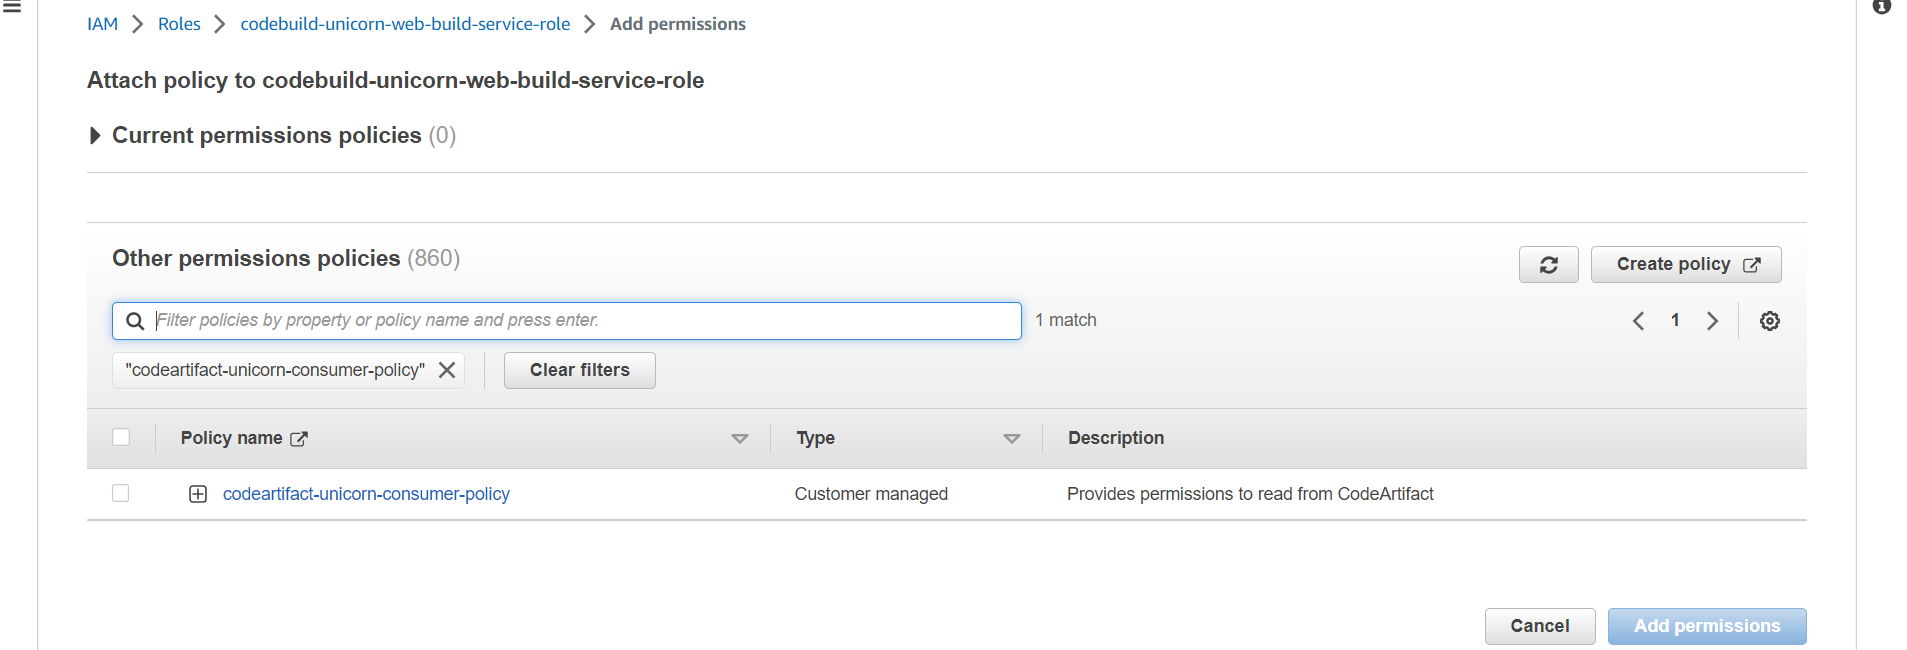 IAM > Roles > codebuild-unicorn-web-build-service-role > Add permissions
Attach policy to codebuild-unicorn-web-build-service-role
Current permissions policies (0)
Other permissions policies (860)
Create policy
Filter policies by property or policy name and press enter.
1 match
1
"codeartifact-unicorn-consumer-policy"
Clear filters
Policy name
Type
Description
codeartifact-unicorn-consumer-policy
Customer managed
Provides permissions to read from CodeArtifact
Cancel
Add permissions